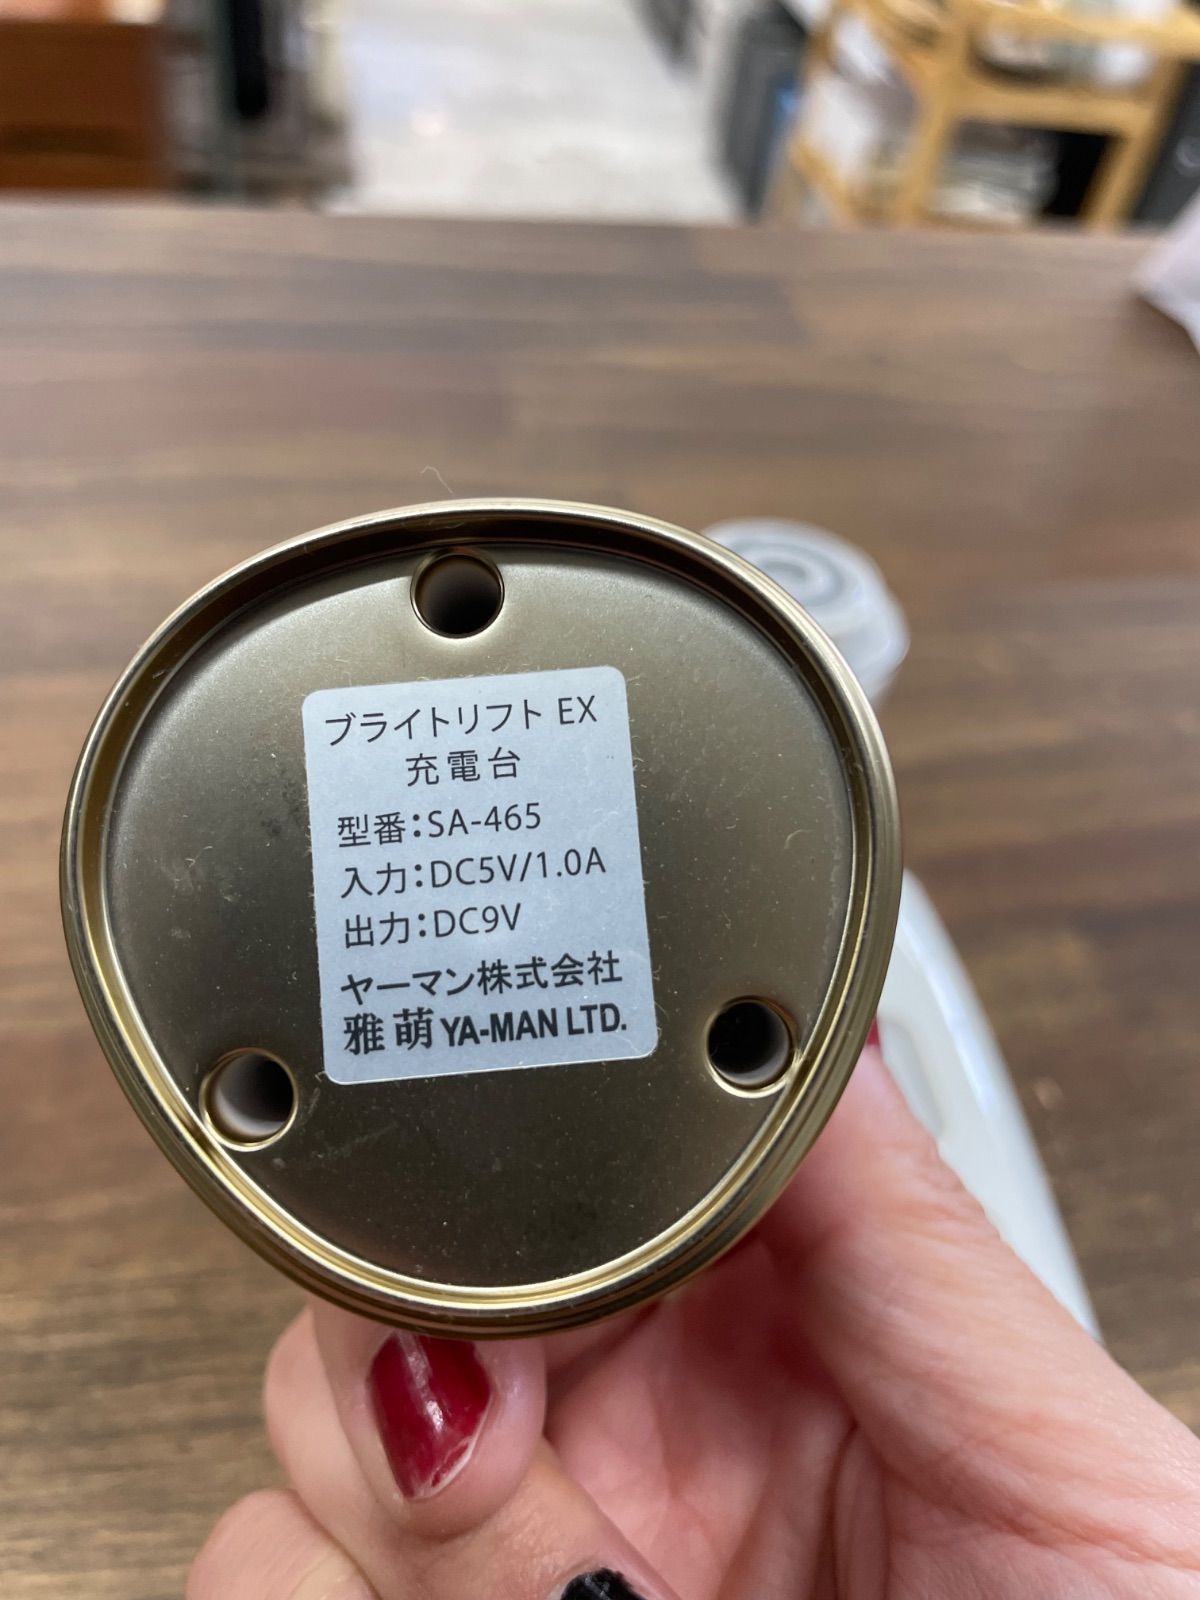 ブライトリフト EX
充電台
型番：SA-465
入力：DC5V/1.0A
出力：DC9V
ヤーマン株式会社
雅萌 YA-MAN LTD.